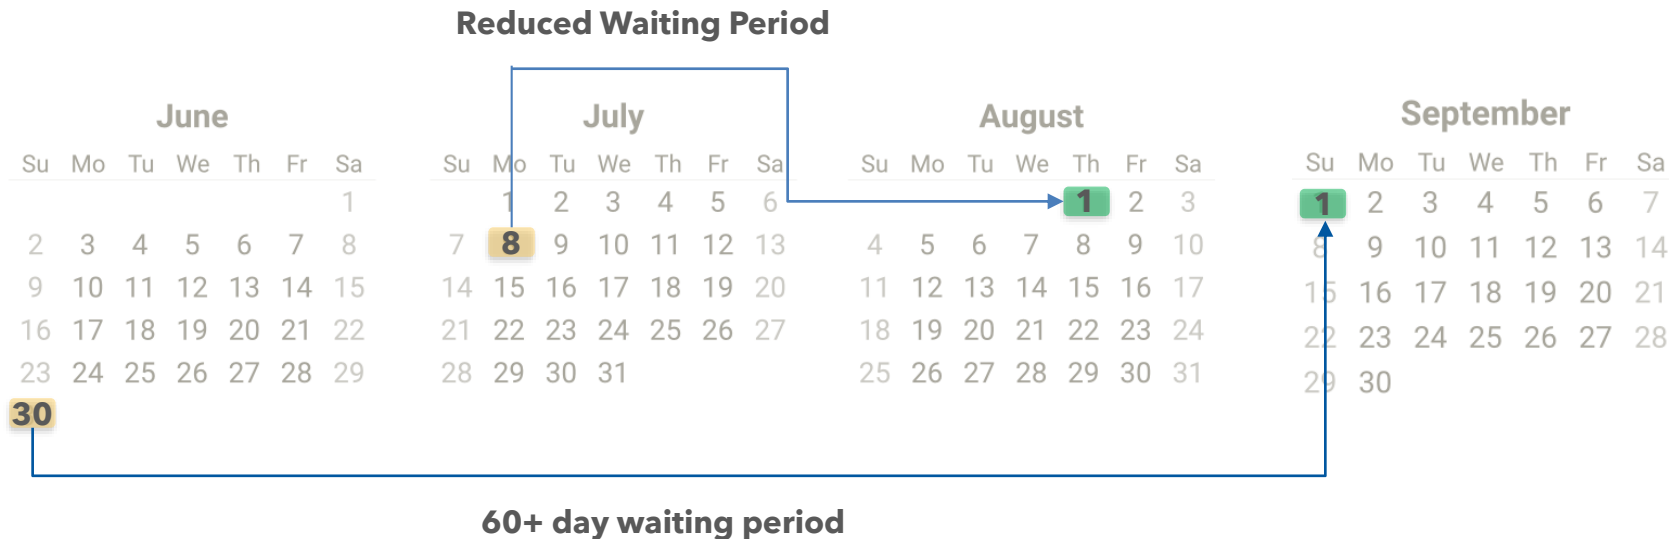 Reduced Waiting Period
June
Su Mo Tu We Th Fr Sa
1
2 3 4 5 6 7 8
9 10 11 12 13 14 15
16 17 18 19 20 21 22
23 24 25 26 27 28 29
30
July
Su Mo Tu We Th Fr Sa
1 2 3 4 5 6
7 8 9 10 11 12 13
14 15 16 17 18 19 20
21 22 23 24 25 26 27
28 29 30 31
August
Su Mo Tu We Th Fr Sa
1 2 3
4 5 6 7 8 9 10
11 12 13 14 15 16 17
18 19 20 21 22 23 24
25 26 27 28 29 30 31
September
Su Mo Tu We Th Fr Sa
1 2 3 4 5 6 7
8 9 10 11 12 13 14
15 16 17 18 19 20 21
22 23 24 25 26 27 28
29 30
60+ day waiting period